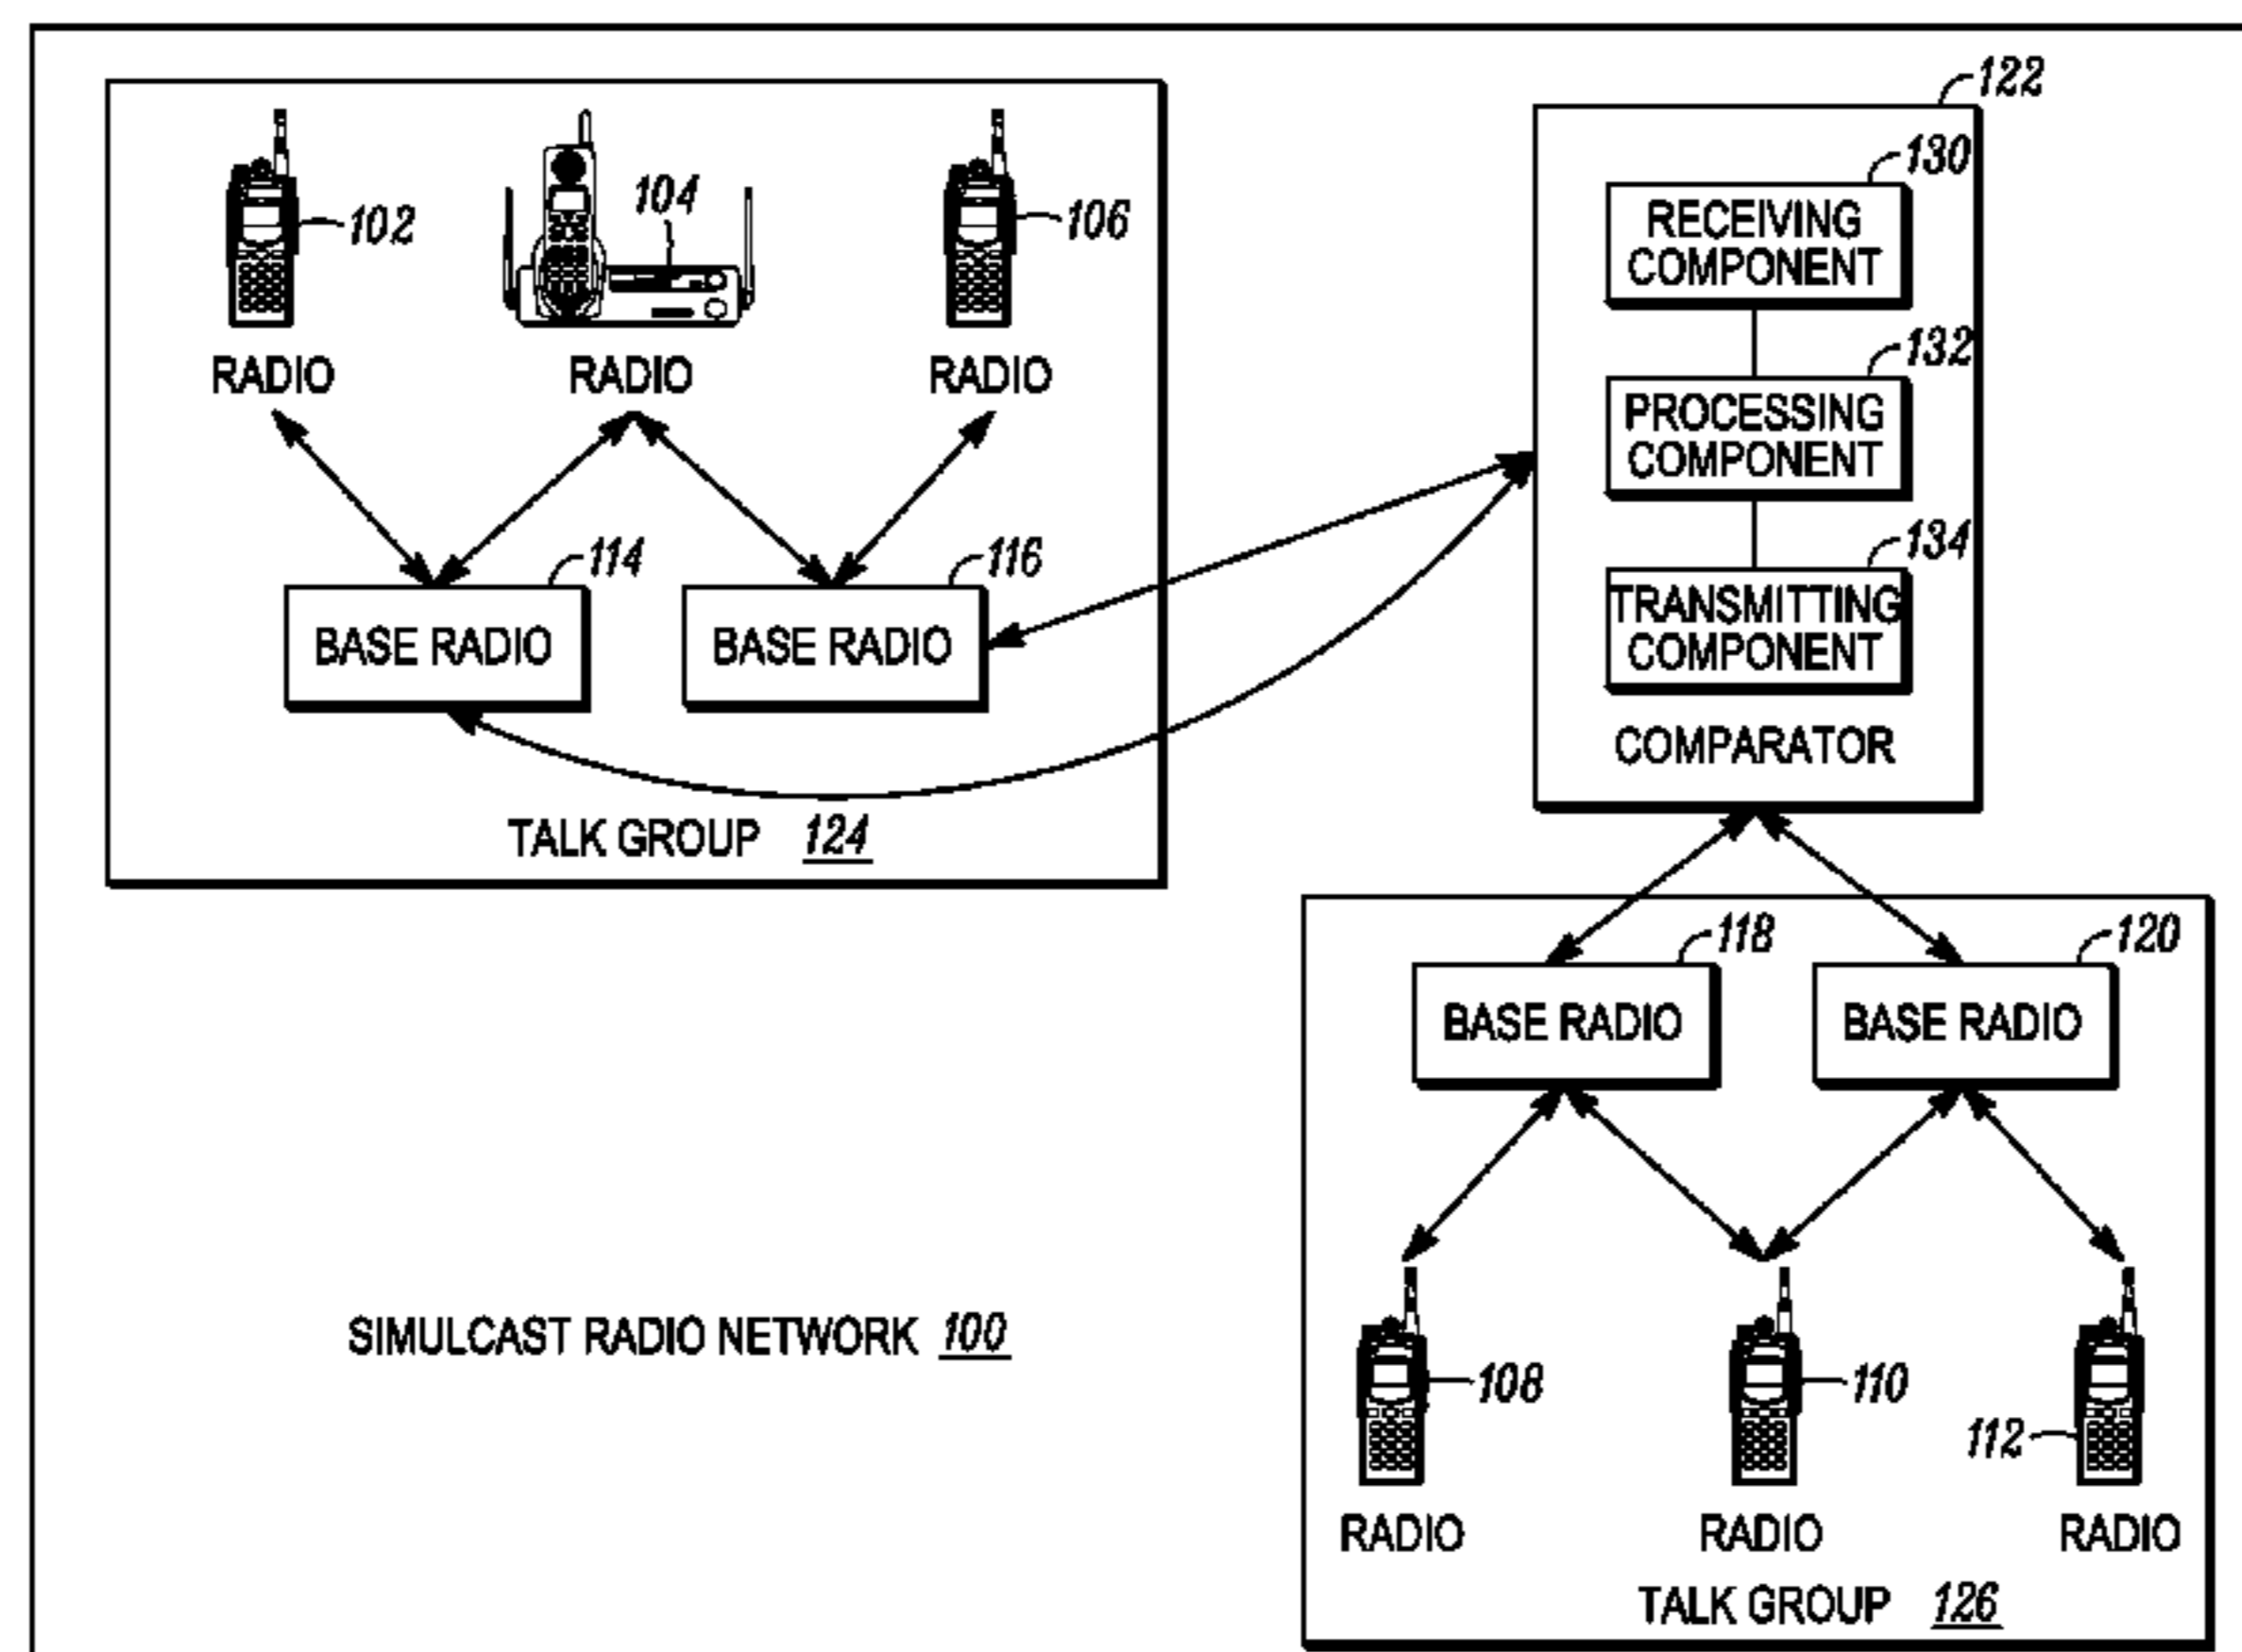 122
130
RECEIVING
COMPONENT
132
PROCESSING
COMPONENT
134
TRANSMITTING
COMPONENT
COMPARATOR
102
104
106
RADIO
RADIO
RADIO
114
116
BASE RADIO
BASE RADIO
TALK GROUP 124
118
120
BASE RADIO
BASE RADIO
108
110
112
RADIO
RADIO
RADIO
TALK GROUP 126
SIMULCAST RADIO NETWORK 100